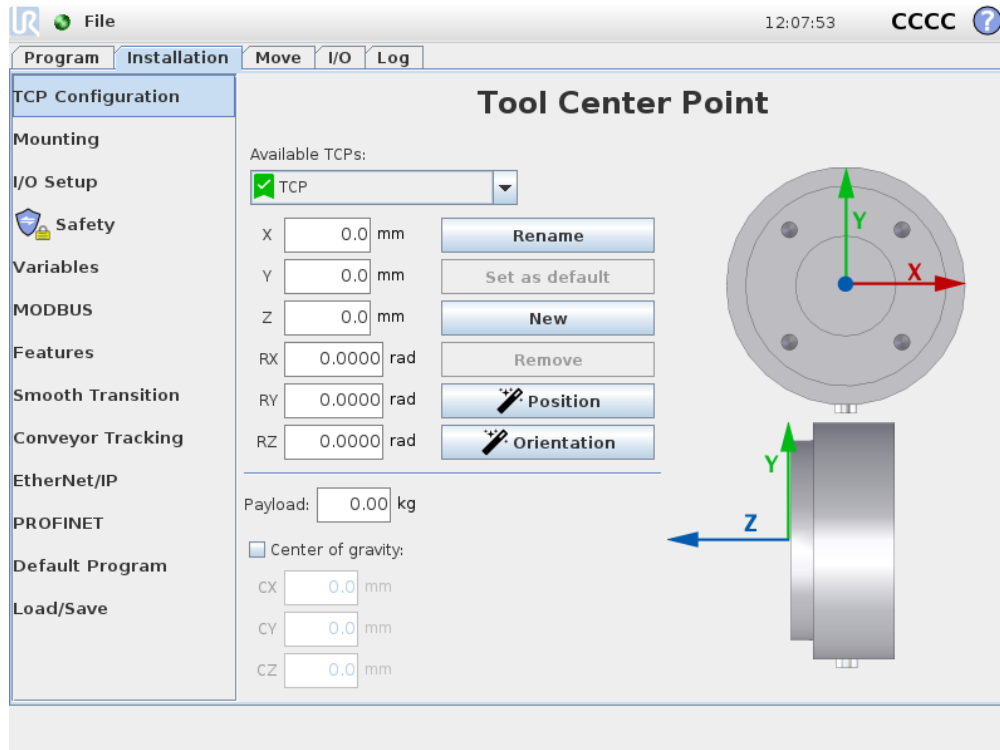 UR File 12:07:53 CCCC ?
Program Installation Move I/O Log
TCP Configuration
Mounting
I/O Setup
Safety
Variables
MODBUS
Features
Smooth Transition
Conveyor Tracking
EtherNet/IP
PROFINET
Default Program
Load/Save
Tool Center Point
Available TCPs:
TCP
X 0.0 mm Rename
Y 0.0 mm Set as default
Z 0.0 mm New
RX 0.0000 rad Remove
RY 0.0000 rad Position
RZ 0.0000 rad Orientation
Payload: 0.00 kg
Center of gravity:
CX 0.0 mm
CY 0.0 mm
CZ 0.0 mm
Y
X
Y
Z